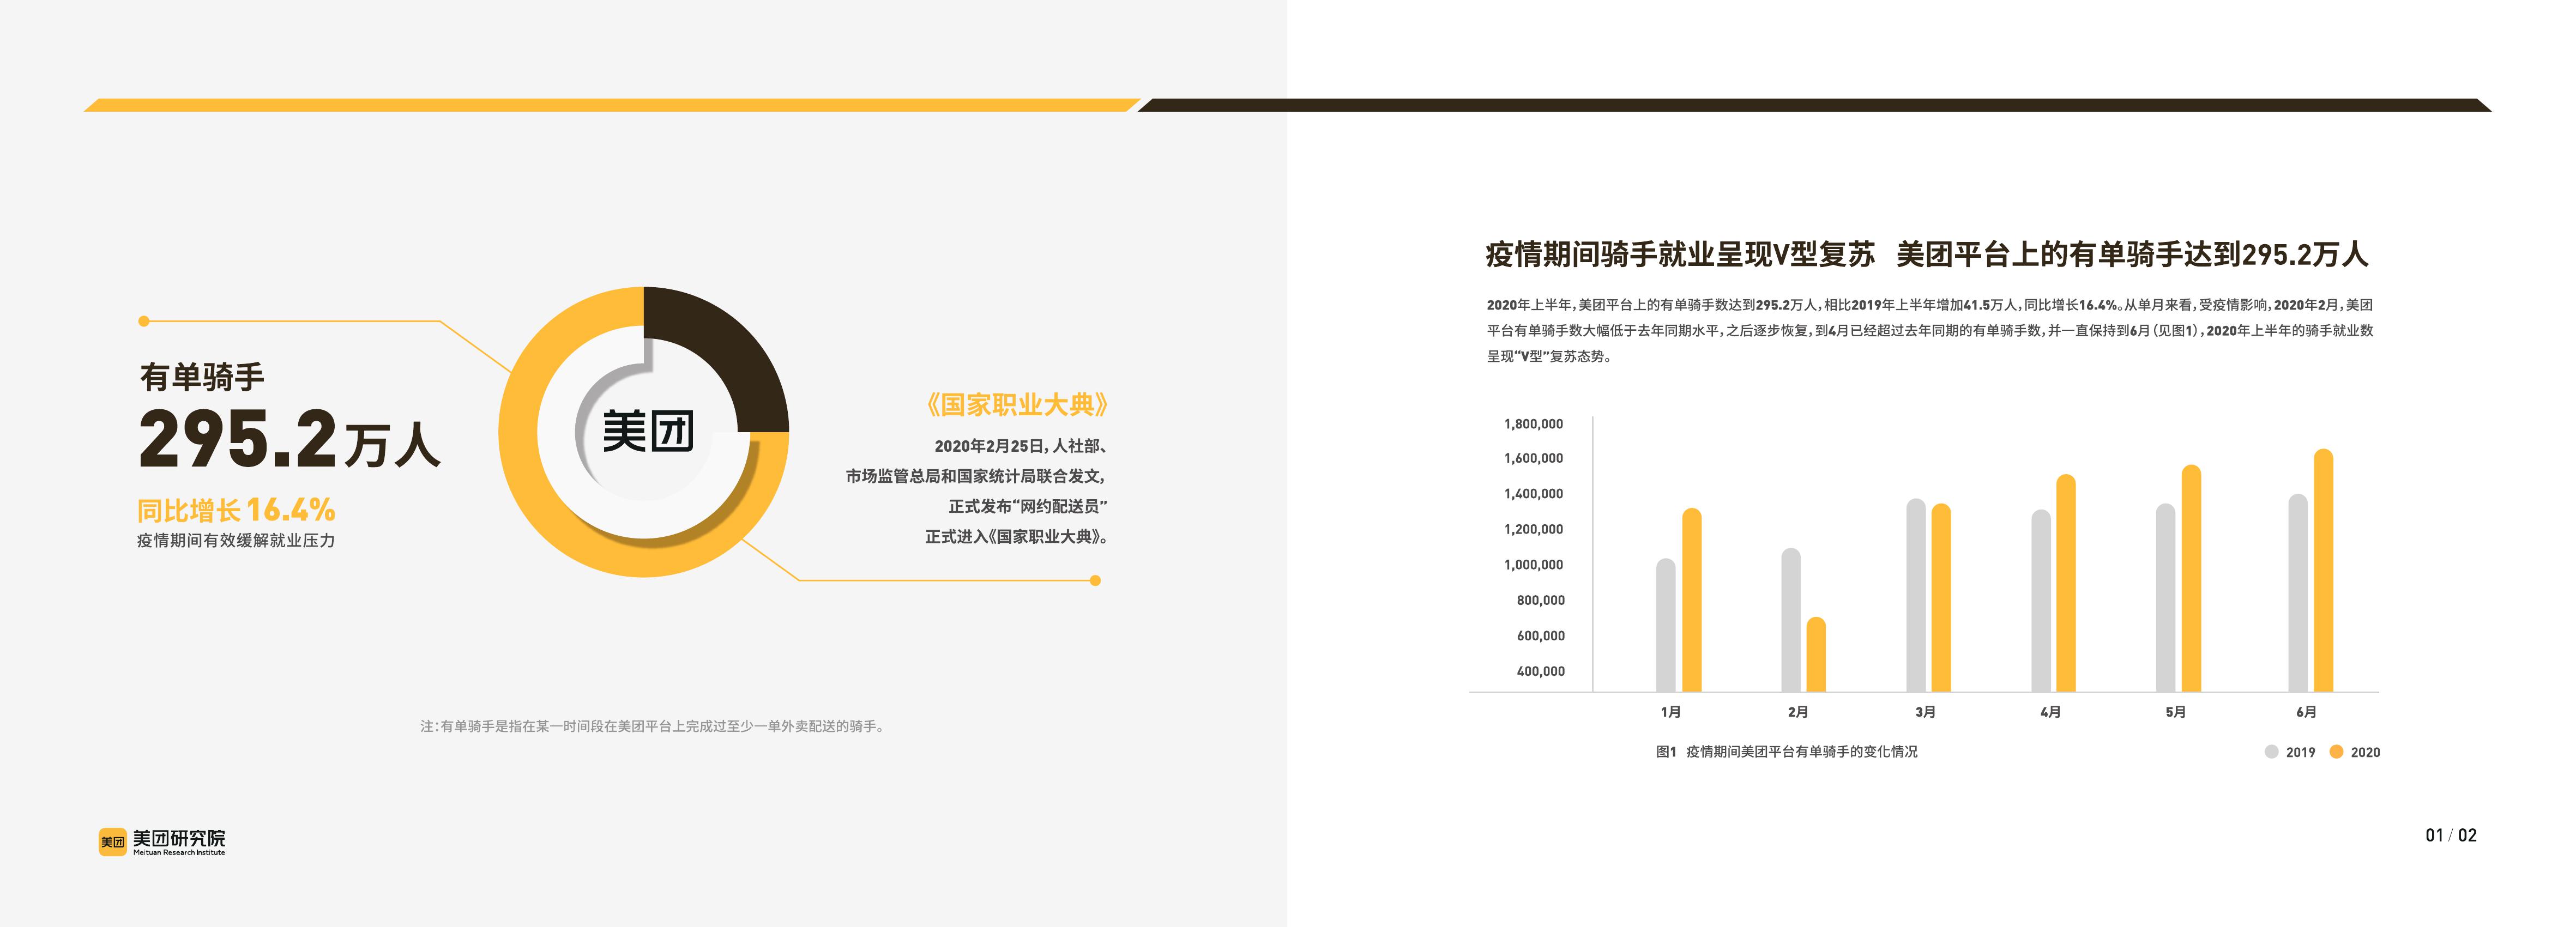 有单骑手
295.2万人
同比增长16.4%
疫情期间有效缓解就业压力
美团
《国家职业大典》
2020年2月25日，人社部、
市场监管总局和国家统计局联合发文，
正式发布“网约配送员”
正式进入《国家职业大典》。
注：有单骑手是指在某一时间段在美团平台上完成过至少一单外卖配送的骑手。
美团 美团研究院
Meituan Research Institute
疫情期间骑手就业呈现V型复苏 美团平台上的有单骑手达到295.2万人
2020年上半年，美团平台上的有单骑手数达到295.2万人，相比2019年上半年增加41.5万人，同比增长16.4%。从单月来看，受疫情影响，2020年2月，美团
平台有单骑手数大幅低于去年同期水平，之后逐步恢复，到4月已经超过去年同期的有单骑手数，并一直保持到6月（见图1），2020年上半年的骑手就业数
呈现“V型”复苏态势。
1,800,000
1,600,000
1,400,000
1,200,000
1,000,000
800,000
600,000
400,000
1月 2月 3月 4月 5月 6月
图1 疫情期间美团平台有单骑手的变化情况
2019 2020
01 / 02